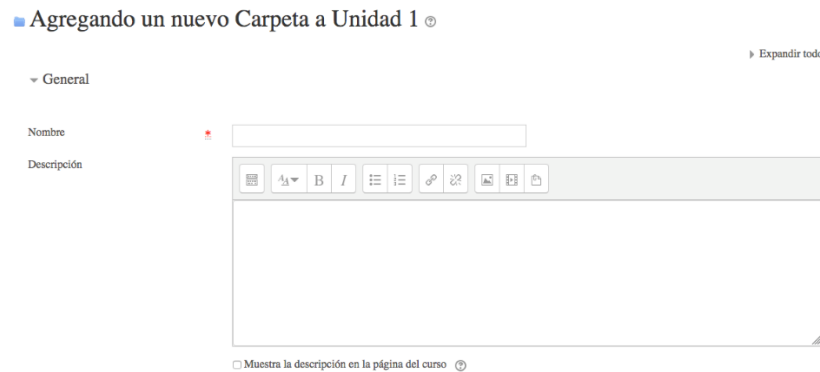 Agregando un nuevo Carpeta a Unidad 1
Expandir todo
General
Nombre
Descripción
Muestra la descripción en la página del curso